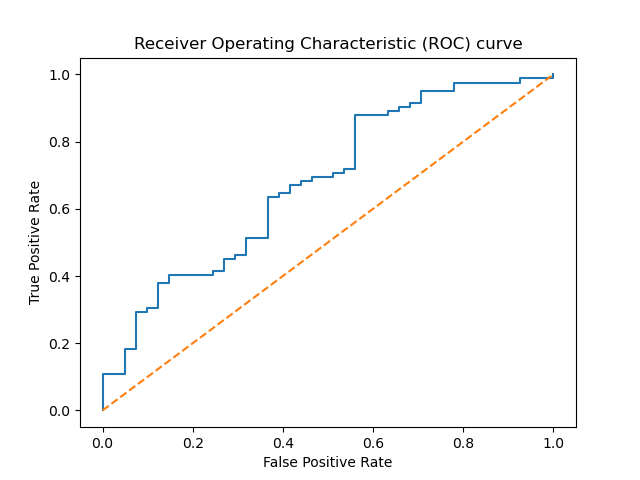 Receiver Operating Characteristic (ROC) curve
True Positive Rate
1.0
0.8
0.6
0.4
0.2
0.0
0.0 0.2 0.4 0.6 0.8 1.0
False Positive Rate